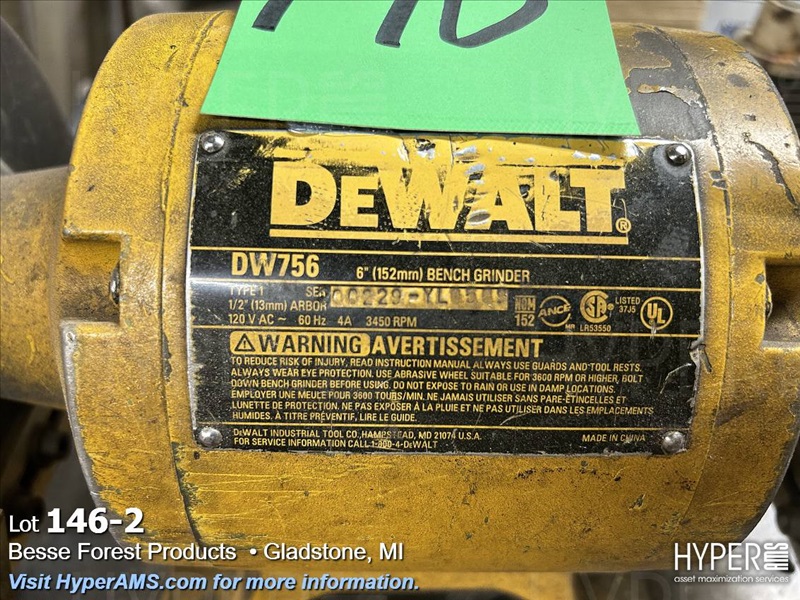 DEWALT®
DW756 6" (152mm) BENCH GRINDER
TYPE 1 SER
1/2" (13mm) ARBOR
120 V AC ~ 60 Hz 4A 3450 RPM
NOM
152
ANCE
LISTED
37J5
LR53550
⚠WARNING AVERTISSEMENT
TO REDUCE RISK OF INJURY, READ INSTRUCTION MANUAL ALWAYS USE GUARDS AND TOOL RESTS.
ALWAYS WEAR EYE PROTECTION. USE ABRASIVE WHEEL SUITABLE FOR 3600 RPM OR HIGHER, BOLT
DOWN BENCH GRINDER BEFORE USING. DO NOT EXPOSE TO RAIN OR USE IN DAMP LOCATIONS.
EMPLOYER UNE MEULE POUR 3600 TOURS/MIN. NE JAMAIS UTILISER SANS PARE-ÉTINCELLES ET
LUNETTE DE PROTECTION. NE PAS EXPOSER À LA PLUIE ET NE PAS UTILISER DANS LES EMPLACEMENTS
HUMIDES. À TITRE PRÉVENTIF, LIRE LE GUIDE.
DEWALT INDUSTRIAL TOOL CO., HAMPSTEAD, MD 21074 U.S.A.
FOR SERVICE INFORMATION CALL 1-800-4-DEWALT
MADE IN CHINA
Lot 146-2
Besse Forest Products • Gladstone, MI
Visit HyperAMS.com for more information.
HYPER AMS
asset maximization services